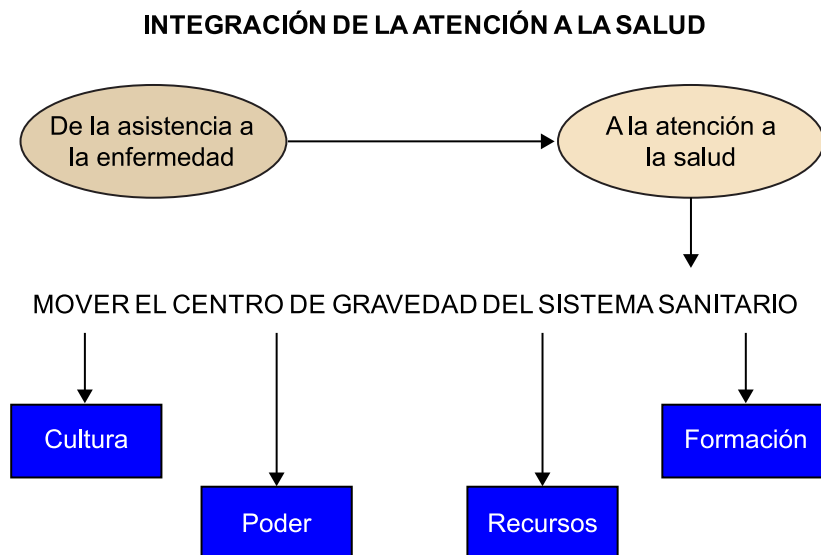 INTEGRACIÓN DE LA ATENCIÓN A LA SALUD
De la asistencia a
la enfermedad
A la atención a
la salud
MOVER EL CENTRO DE GRAVEDAD DEL SISTEMA SANITARIO
Cultura
Formación
Poder
Recursos